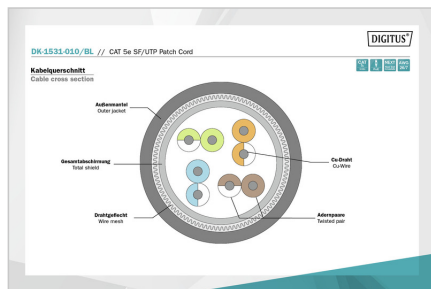 DIGITUS®
DK-1531-010/BL // CAT 5e SF/UTP Patch Cord
Kabelquerschnitt
Cable cross section
Außenmantel
Outer jacket
Gesamtabschirmung
Total shield
Drahtgeflecht
Wire mesh
Cu-Draht
Cu-Wire
Adernpaare
Twisted pair